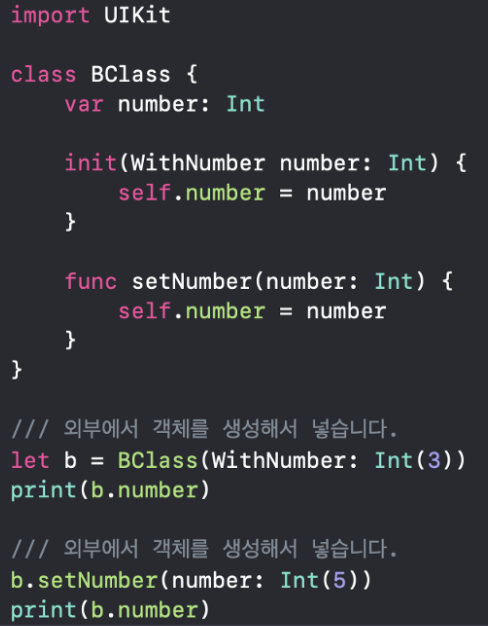 import UIKit
class BClass {
    var number: Int
    init(WithNumber number: Int) {
        self.number = number
    }
    func setNumber(number: Int) {
        self.number = number
    }
}
/// 외부에서 객체를 생성해서 넣습니다.
let b = BClass(WithNumber: Int(3))
print(b.number)
/// 외부에서 객체를 생성해서 넣습니다.
b.setNumber(number: Int(5))
print(b.number)